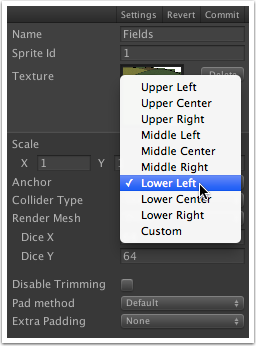 Settings Revert Commit
Name Fields
Sprite Id 1
Texture Delete
Upper Left
Upper Center
Upper Right
Middle Left
Middle Center
Middle Right
Scale
X 1 Y
Anchor ✓ Lower Left
Collider Type Lower Center
Render Mesh Lower Right
Dice X Custom
Dice Y 64
Disable Trimming
Pad method Default
Extra Padding None